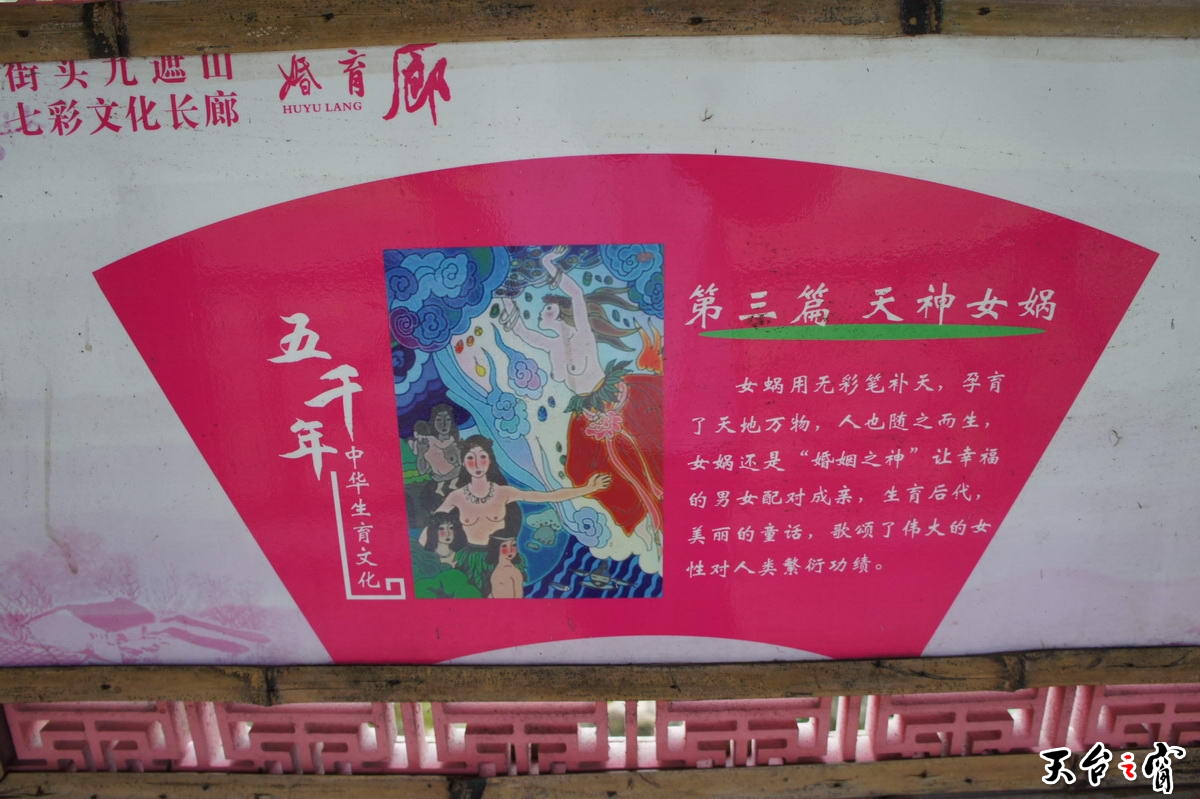 街头九遮山
七彩文化长廊
婚育廊
HUYU LANG
五千年
中华生育文化
第三篇 天神女娲
女蜗用无彩笔补天，孕育
了天地万物，人也随之而生，
女娲还是“婚姻之神”让幸福
的男女配对成亲，生育后代，
美丽的童话，歌颂了伟大的女
性对人类繁衍功绩。
天台之窗